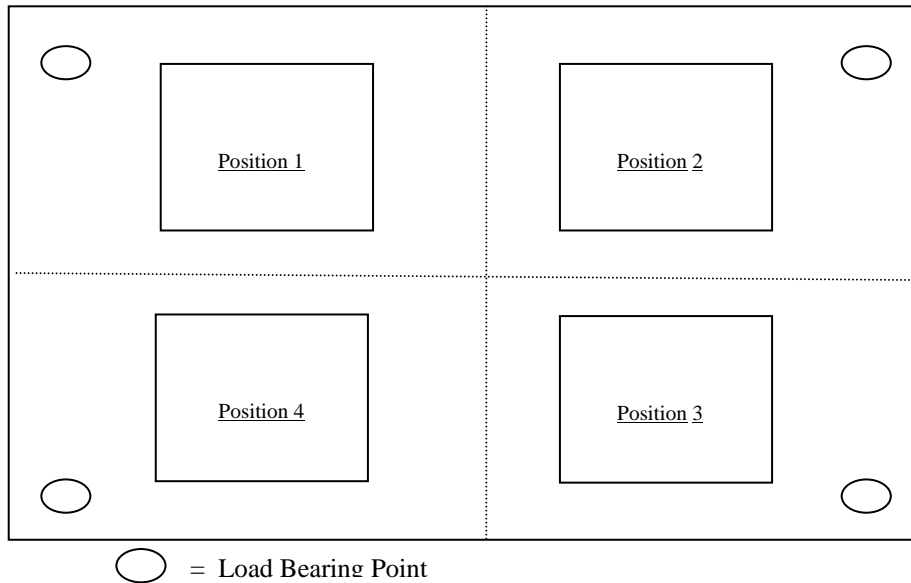 Position 1
Position 2
Position 4
Position 3
= Load Bearing Point